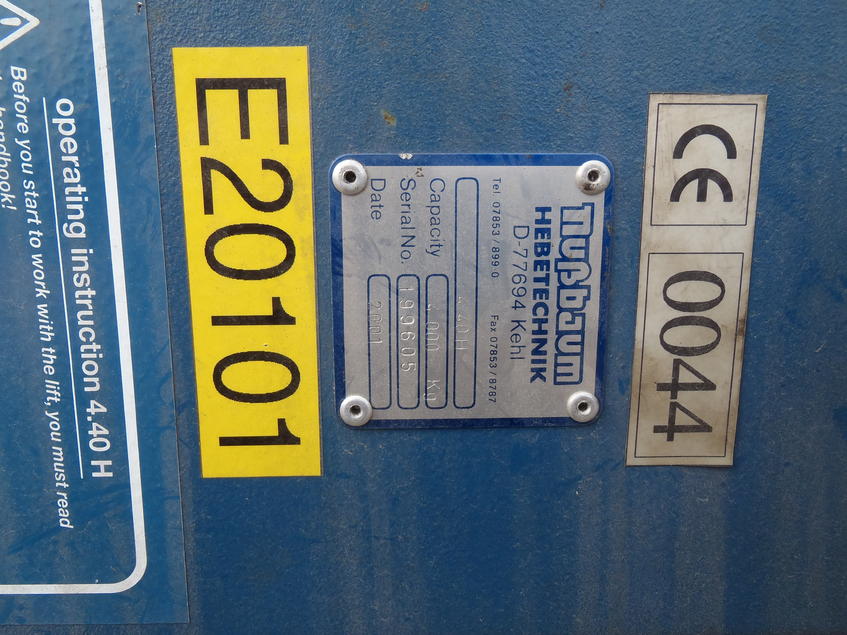 CE
0044
nußbaum
HEBETECHNIK
D-77694 Kehl
Tel. 07853 / 899 0 Fax 07853 / 8787
4.40 H
Capacity 4.000 Kg
Serial No. 199605
Date 2001
E20101
operating instruction 4.40 H
Before you start to work with the lift, you must read
handbook!